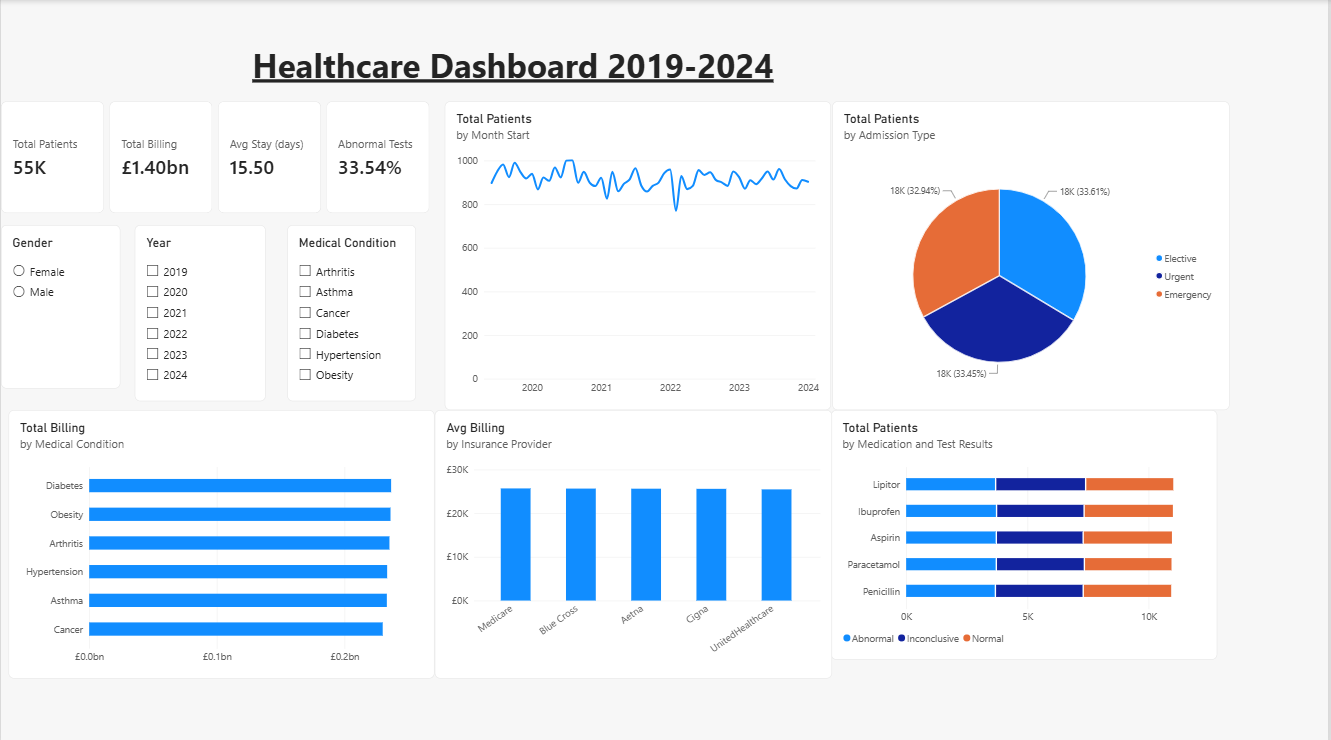 Healthcare Dashboard 2019-2024
Total Patients
55K
Total Billing
£1.40bn
Avg Stay (days)
15.50
Abnormal Tests
33.54%
Gender
Female
Male
Year
2019
2020
2021
2022
2023
2024
Medical Condition
Arthritis
Asthma
Cancer
Diabetes
Hypertension
Obesity
Total Patients
by Month Start
1000
800
600
400
200
0
2020 2021 2022 2023 2024
Total Patients
by Admission Type
18K (32.94%)
18K (33.61%)
18K (33.45%)
Elective
Urgent
Emergency
Total Billing
by Medical Condition
Diabetes
Obesity
Arthritis
Hypertension
Asthma
Cancer
£0.0bn £0.1bn £0.2bn
Avg Billing
by Insurance Provider
£30K
£20K
£10K
£0K
Medicare
Blue Cross
Aetna
Cigna
UnitedHealthcare
Total Patients
by Medication and Test Results
Lipitor
Ibuprofen
Aspirin
Paracetamol
Penicillin
0K 5K 10K
Abnormal Inconclusive Normal